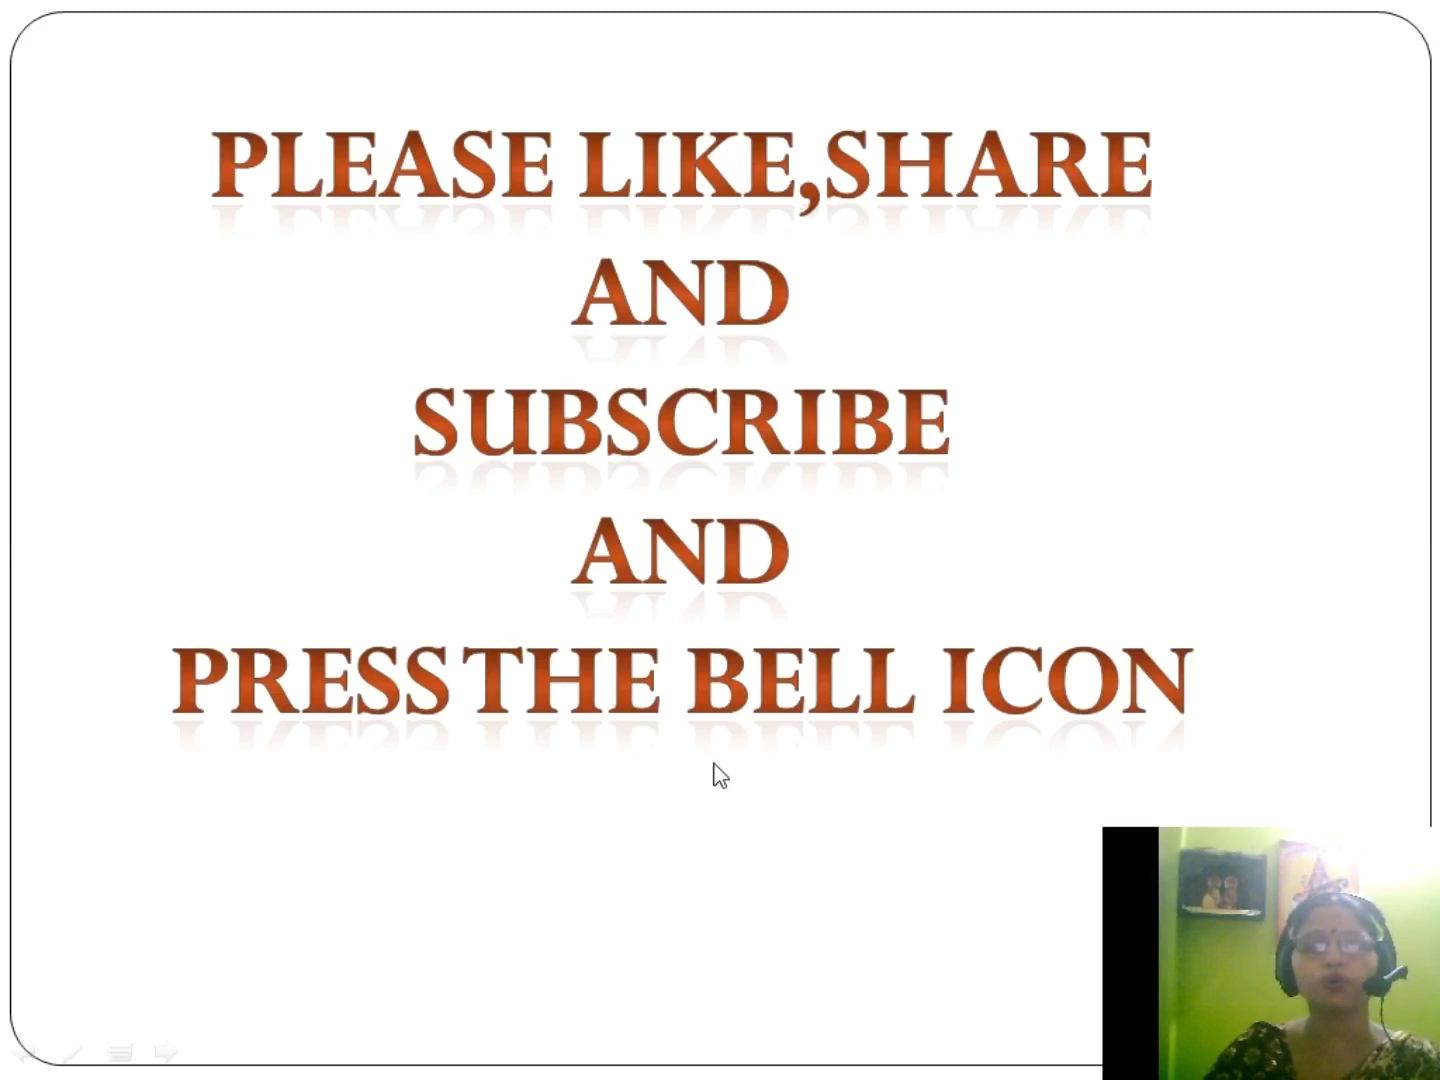 PLEASE LIKE,SHARE
AND
SUBSCRIBE
AND
PRESS THE BELL ICON